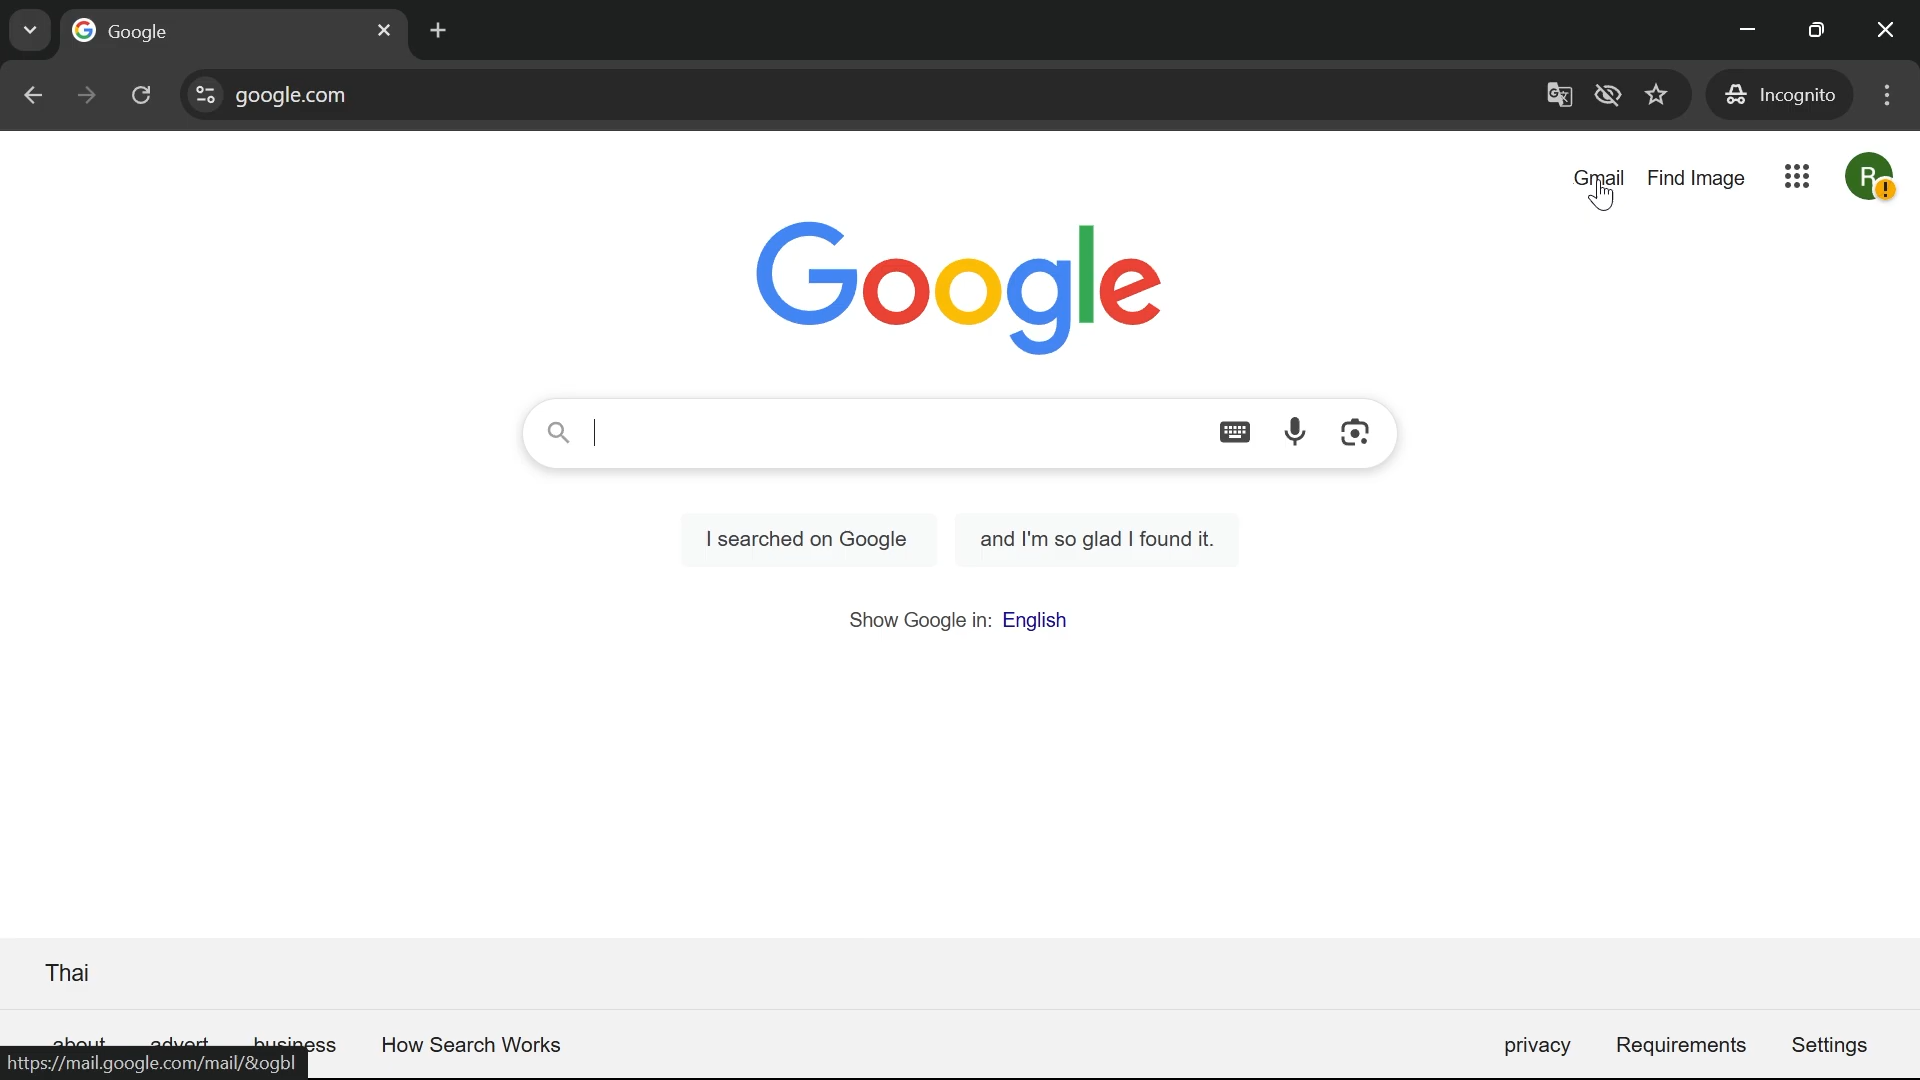 Google
google.com
Incognito
Gmail Find Image
R
Google
I searched on Google and I'm so glad I found it.
Show Google in: English
Thai
about advert business How Search Works
privacy Requirements Settings
https://mail.google.com/mail/&ogbl